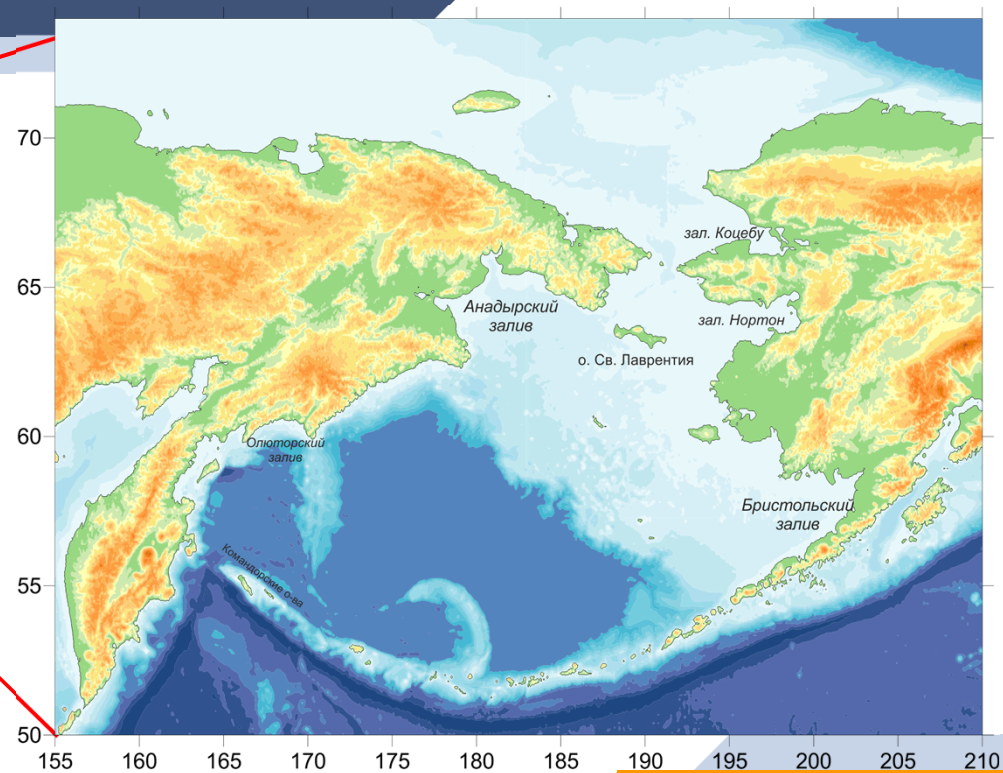 70
зал. Коцебу
65
Анадырский
залив
зал. Нортон
о. Св. Лаврентия
60
Олюторский
залив
Бристольский
залив
Командорские о-ва
55
50
155 160 165 170 175 180 185 190 195 200 205 210